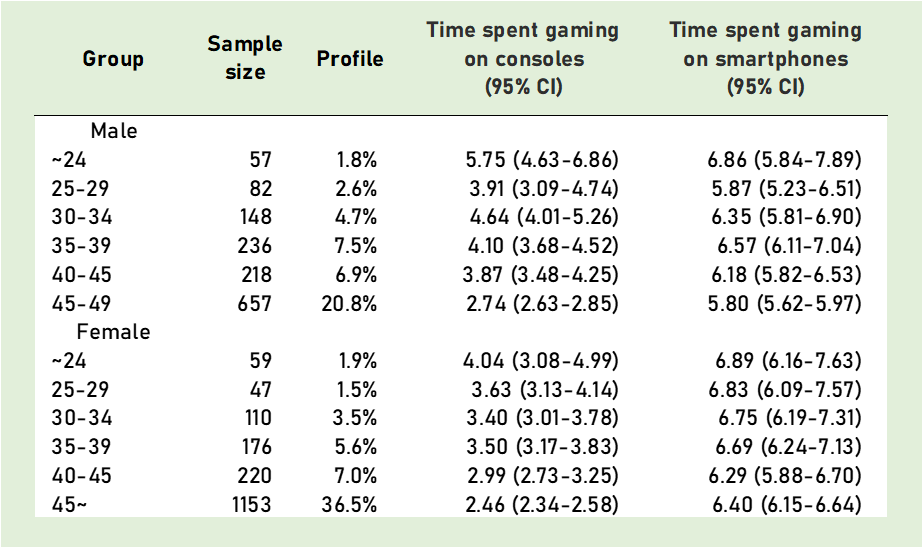 Group Sample size Profile Time spent gaming on consoles (95% CI) Time spent gaming on smartphones (95% CI)
Male
~24 57 1.8% 5.75 (4.63-6.86) 6.86 (5.84-7.89)
25-29 82 2.6% 3.91 (3.09-4.74) 5.87 (5.23-6.51)
30-34 148 4.7% 4.64 (4.01-5.26) 6.35 (5.81-6.90)
35-39 236 7.5% 4.10 (3.68-4.52) 6.57 (6.11-7.04)
40-45 218 6.9% 3.87 (3.48-4.25) 6.18 (5.82-6.53)
45-49 657 20.8% 2.74 (2.63-2.85) 5.80 (5.62-5.97)
Female
~24 59 1.9% 4.04 (3.08-4.99) 6.89 (6.16-7.63)
25-29 47 1.5% 3.63 (3.13-4.14) 6.83 (6.09-7.57)
30-34 110 3.5% 3.40 (3.01-3.78) 6.75 (6.19-7.31)
35-39 176 5.6% 3.50 (3.17-3.83) 6.69 (6.24-7.13)
40-45 220 7.0% 2.99 (2.73-3.25) 6.29 (5.88-6.70)
45~ 1153 36.5% 2.46 (2.34-2.58) 6.40 (6.15-6.64)